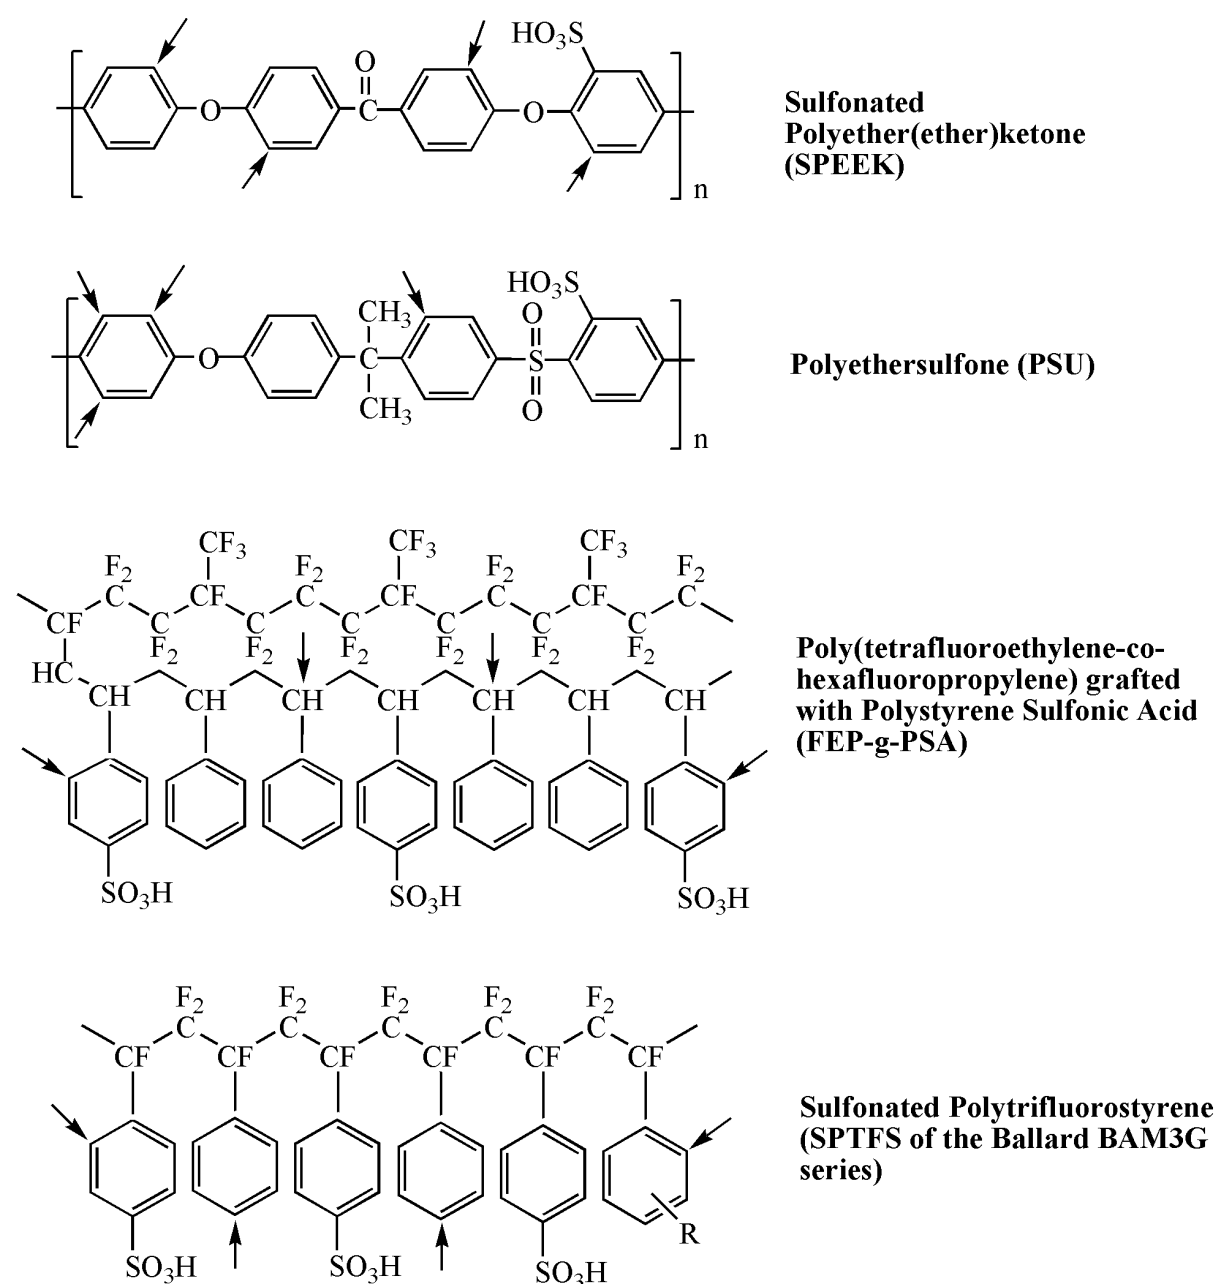 HO3S
O
O
C
O
n
Sulfonated
Polyether(ether)ketone
(SPEEK)
HO3S
CH3
O
O
C
S
CH3
O
n
Polyethersulfone (PSU)
CF3 CF3 CF3
F2 F2 F2 F2
C CF C CF C CF C
CF C C C C C C
F2 F2 F2 F2 F2 F2
HC
CH CH CH CH CH CH CH
SO3H SO3H SO3H
Poly(tetrafluoroethylene-co-
hexafluoropropylene) grafted
with Polystyrene Sulfonic Acid
(FEP-g-PSA)
F2 F2 F2 F2 F2
C C C C C
CF CF CF CF CF CF
R
SO3H SO3H SO3H
Sulfonated Polytrifluorostyrene
(SPTFS of the Ballard BAM3G
series)